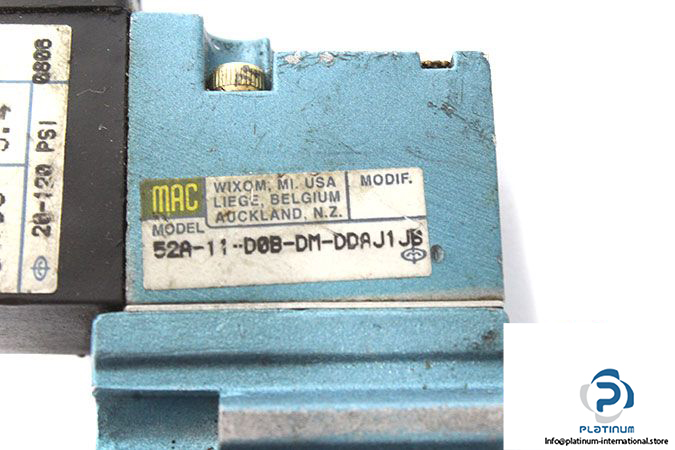 MAC
WIXOM, MI. USA
LIEGE, BELGIUM
AUCKLAND, N.Z.
MODIF.
MODEL
52A-11-D0B-DM-DDAJ1JB
20-120 PSI
0806
PLATINUM
Info@platinum-international.store